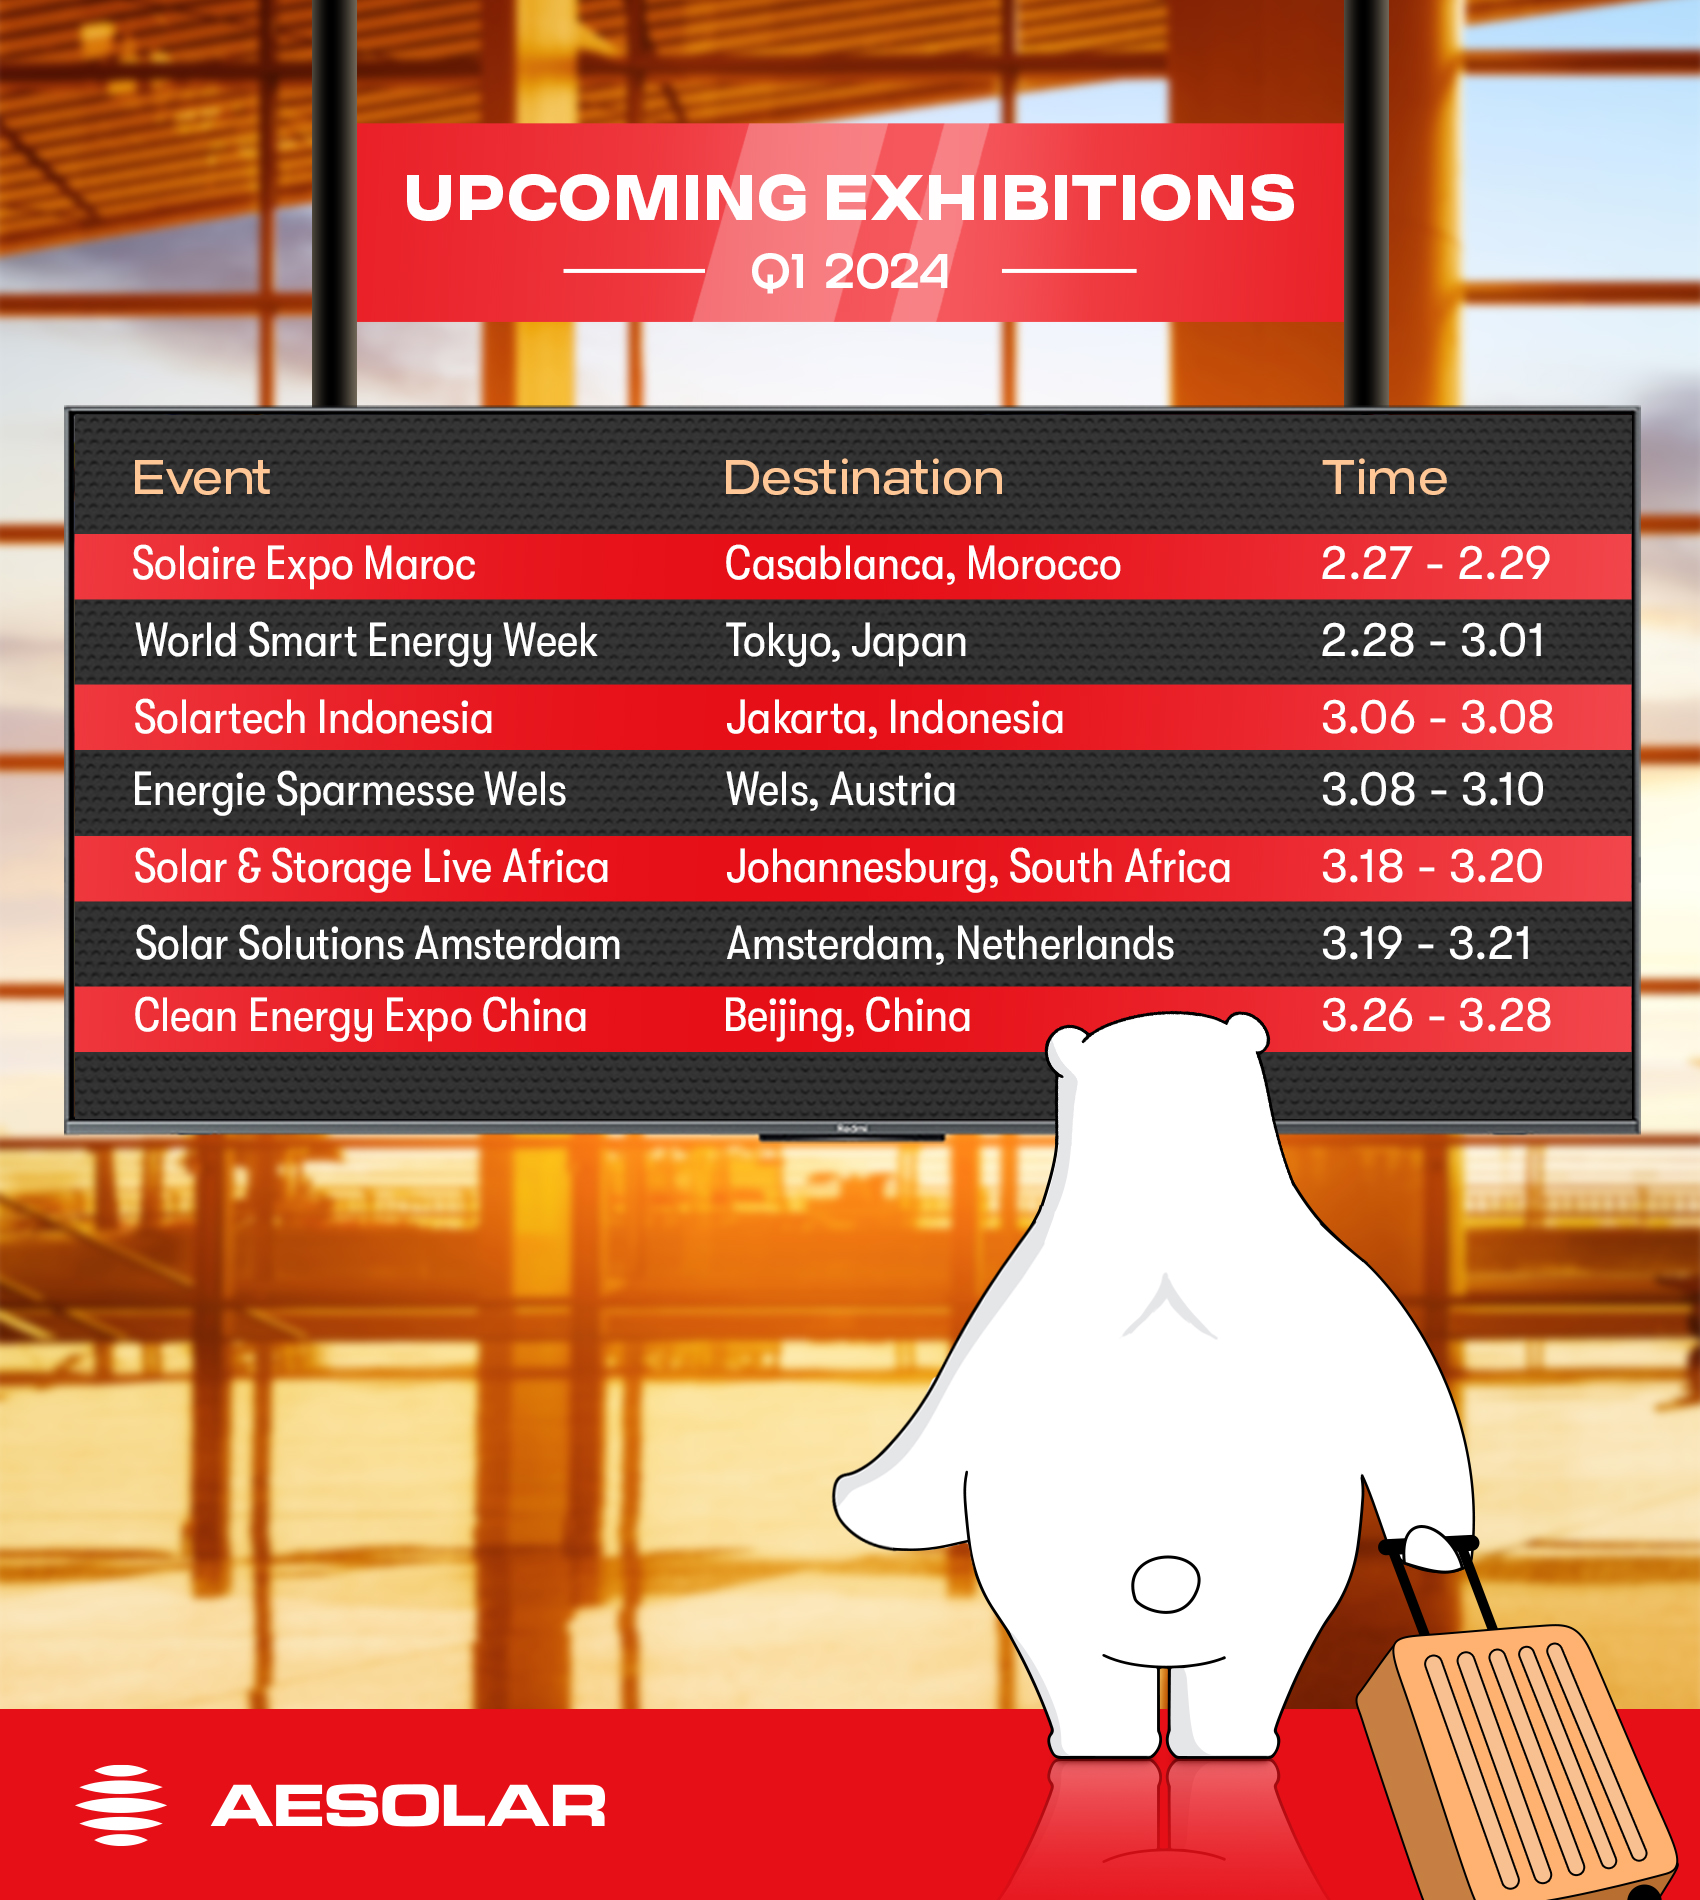 UPCOMING EXHIBITIONS
Q1 2024
Event Destination Time
Solaire Expo Maroc Casablanca, Morocco 2.27 - 2.29
World Smart Energy Week Tokyo, Japan 2.28 - 3.01
Solartech Indonesia Jakarta, Indonesia 3.06 - 3.08
Energie Sparmesse Wels Wels, Austria 3.08 - 3.10
Solar & Storage Live Africa Johannesburg, South Africa 3.18 - 3.20
Solar Solutions Amsterdam Amsterdam, Netherlands 3.19 - 3.21
Clean Energy Expo China Beijing, China 3.26 - 3.28
Redmi
AESOLAR